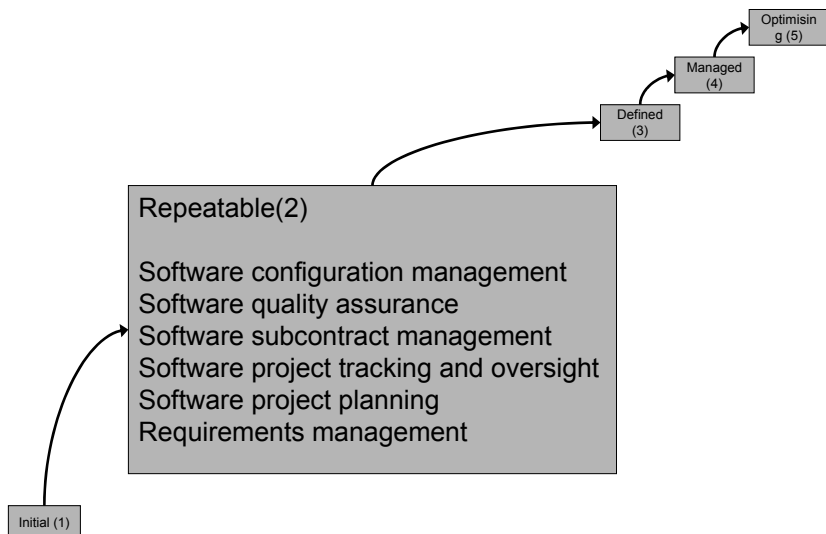 Optimisin
g (5)
Managed
(4)
Defined
(3)
Repeatable(2)
Software configuration management
Software quality assurance
Software subcontract management
Software project tracking and oversight
Software project planning
Requirements management
Initial (1)